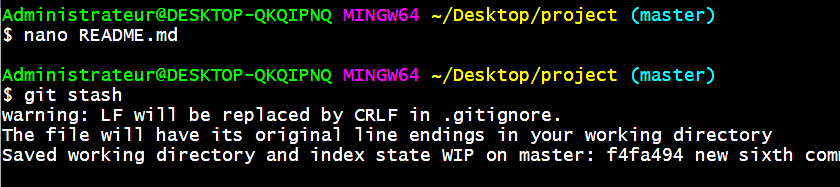 Administrateur@DESKTOP-QKQIPNQ MINGW64 ~/Desktop/project (master)
$ nano README.md
Administrateur@DESKTOP-QKQIPNQ MINGW64 ~/Desktop/project (master)
$ git stash
warning: LF will be replaced by CRLF in .gitignore.
The file will have its original line endings in your working directory
Saved working directory and index state WIP on master: f4fa494 new sixth com